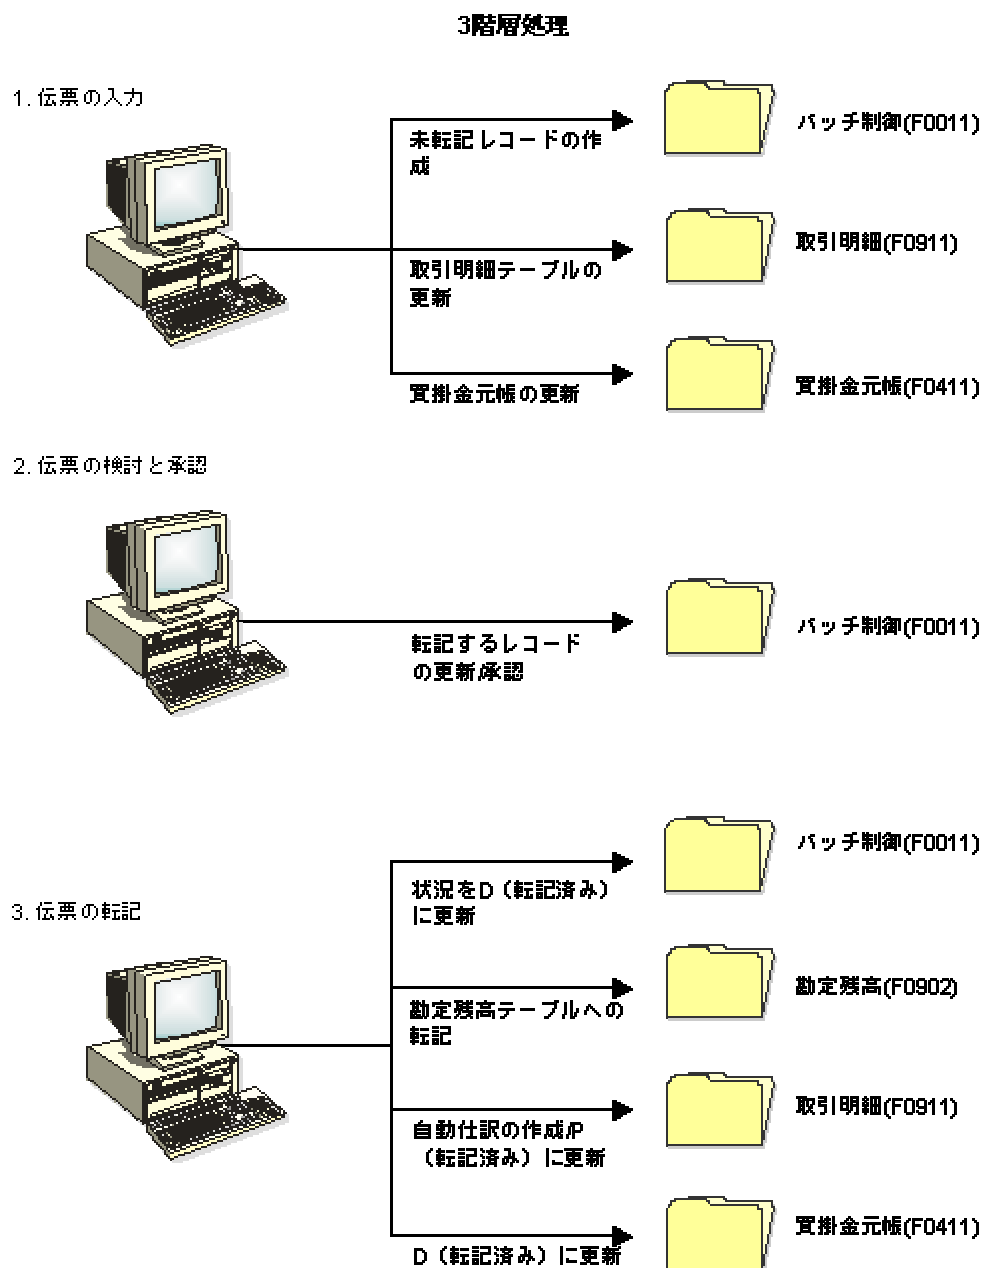 3階層処理
1. 伝票の入力
未転記レコードの作
成
バッチ制御(F0011)
取引明細テーブルの
更新
取引明細(F0911)
買掛金元帳の更新
買掛金元帳(F0411)
2. 伝票の検討と承認
転記するレコード
の更新/承認
バッチ制御(F0011)
3. 伝票の転記
状況をD（転記済み）
に更新
バッチ制御(F0011)
勘定残高テーブルへの
転記
勘定残高(F0902)
自動仕訳の作成/P
（転記済み）に更新
取引明細(F0911)
D（転記済み）に更新
買掛金元帳(F0411)